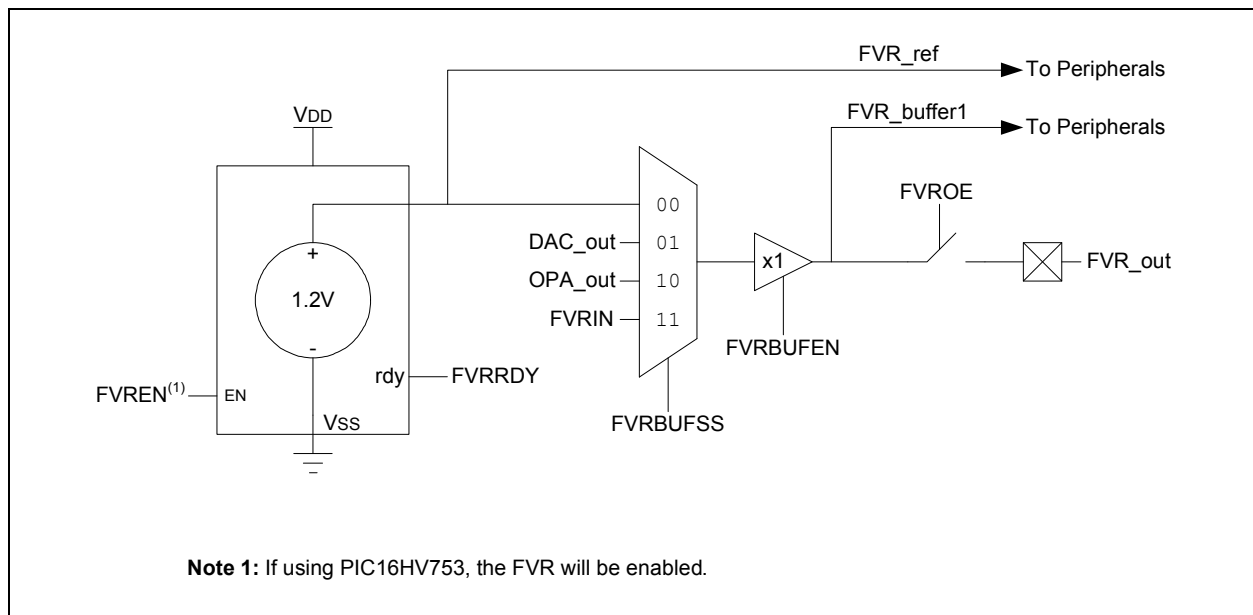 FVR_ref
To Peripherals
FVR_buffer1
To Peripherals
VDD
FVROE
00
DAC_out
01
+
x1
FVR_out
OPA_out
10
1.2V
FVRIN
11
-
FVRBUFEN
rdy
FVRRDY
FVREN(1)
EN
FVRBUFSS
VSS
Note 1: If using PIC16HV753, the FVR will be enabled.